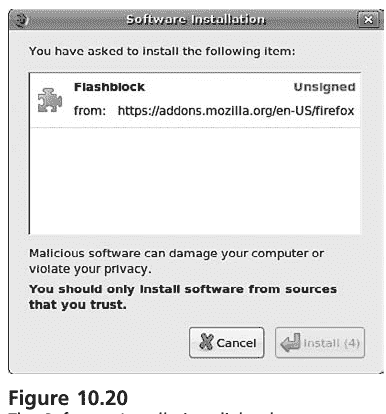 Software Installation
You have asked to install the following item:
Flashblock Unsigned
from: https://addons.mozilla.org/en-US/firefox
Malicious software can damage your computer or
violate your privacy.
You should only install software from sources
that you trust.
Cancel Install (4)
Figure 10.20